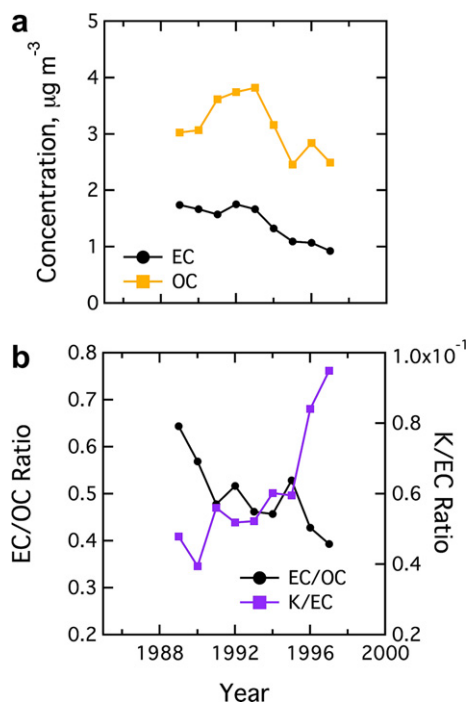 a
5
4
3
2
1
0
Concentration, μg m⁻³
EC
OC
b
0.8
0.7
0.6
0.5
0.4
0.3
0.2
EC/OC Ratio
1.0x10⁻¹
0.8
0.6
0.4
0.2
K/EC Ratio
EC/OC
K/EC
1988 1992 1996 2000
Year